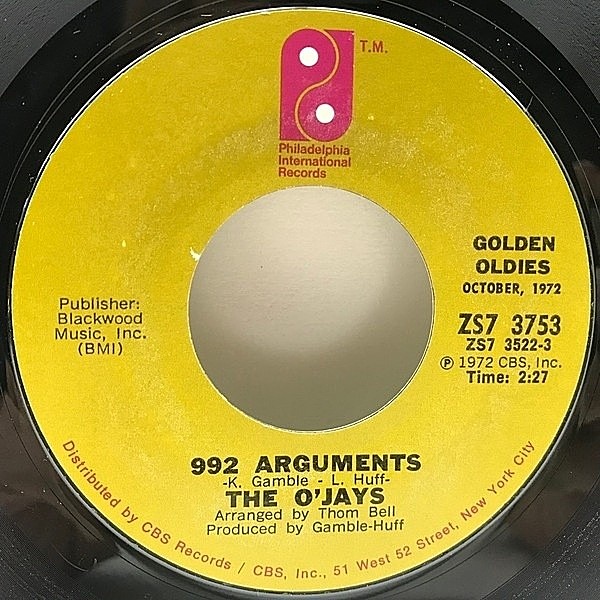 T.M.
Philadelphia
International
Records
GOLDEN
OLDIES
OCTOBER, 1972
ZS7 3753
ZS7 3522-3
Ⓟ 1972 CBS, Inc.
Time: 2:27
Publisher:
Blackwood
Music, Inc.
(BMI)
992 ARGUMENTS
-K. Gamble - L. Huff-
THE O'JAYS
Arranged by Thom Bell
Produced by Gamble-Huff
Distributed by CBS Records / CBS, Inc., 51 West 52 Street, New York City